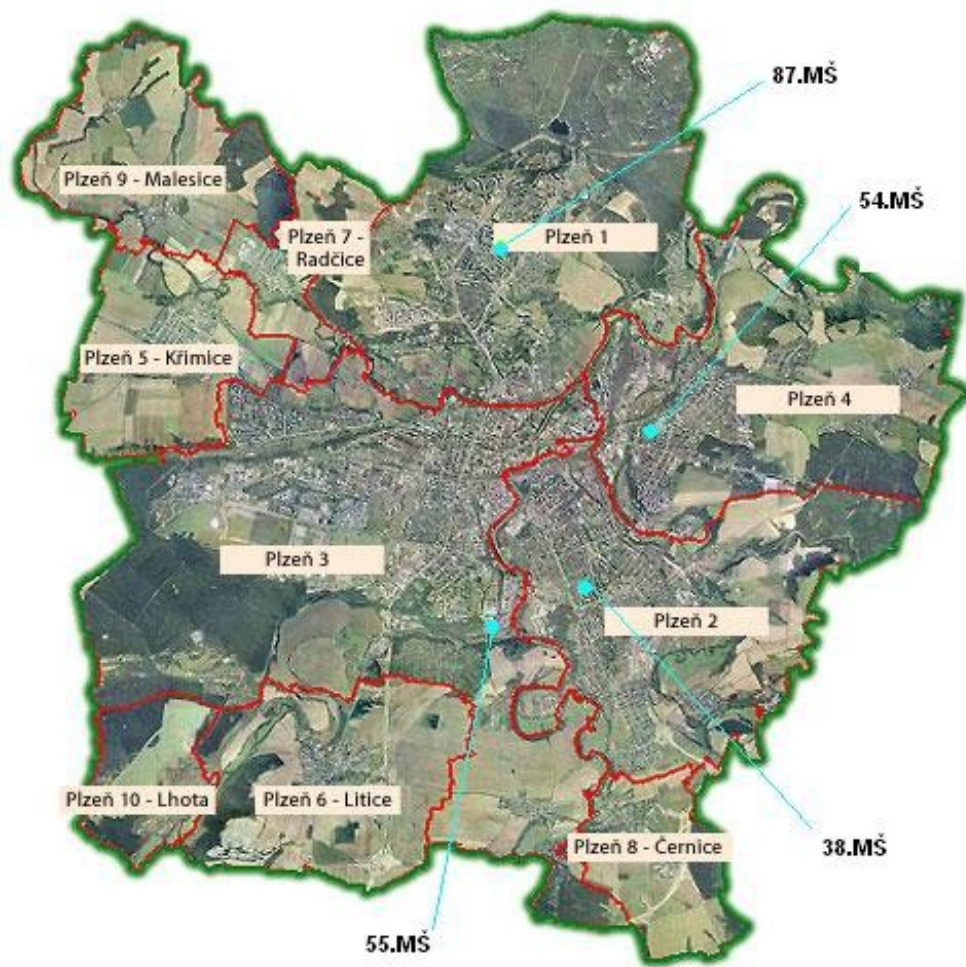 87.MŠ
Plzeň 9 - Malesice
54.MŠ
Plzeň 7 -
Radčice
Plzeň 1
Plzeň 5 - Křimice
Plzeň 4
Plzeň 3
Plzeň 2
Plzeň 10 - Lhota
Plzeň 6 - Litice
Plzeň 8 - Černice
38.MŠ
55.MŠ